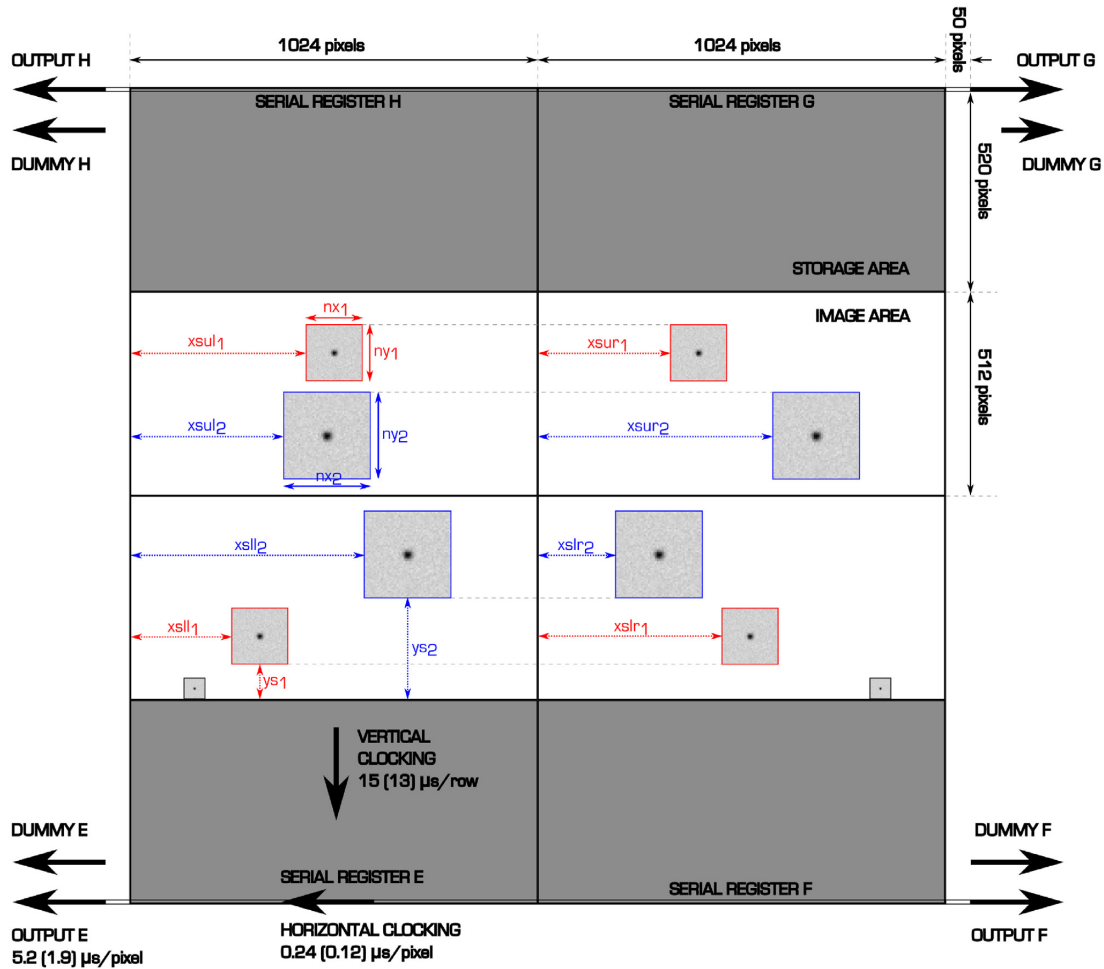 50 pixels
1024 pixels
1024 pixels
OUTPUT H
OUTPUT G
SERIAL REGISTER H
SERIAL REGISTER G
DUMMY H
DUMMY G
520 pixels
STORAGE AREA
IMAGE AREA
nx1
xsul1
ny1
xsur1
512 pixels
xsul2
ny2
xsur2
nx2
xsll2
xslr2
xsll1
xslr1
ys2
ys1
VERTICAL
CLOCKING
15 (13) µs/row
DUMMY E
DUMMY F
SERIAL REGISTER E
SERIAL REGISTER F
OUTPUT E
5.2 (1.9) µs/pixel
HORIZONTAL CLOCKING
0.24 (0.12) µs/pixel
OUTPUT F